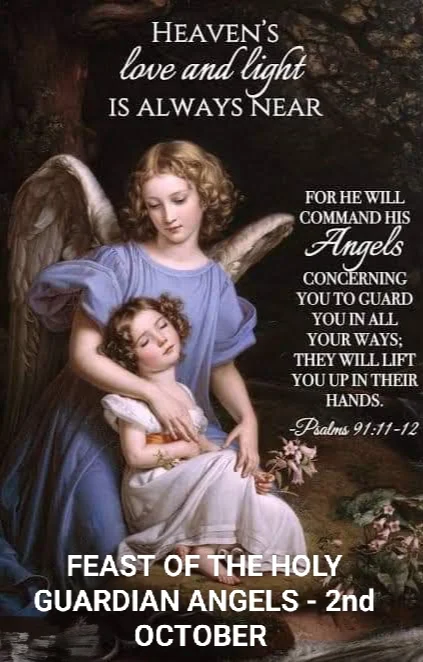 HEAVEN'S
love and light
IS ALWAYS NEAR
FOR HE WILL
COMMAND HIS
Angels
CONCERNING
YOU TO GUARD
YOU IN ALL
YOUR WAYS;
THEY WILL LIFT
YOU UP IN THEIR
HANDS.
-Psalms 91:11-12
FEAST OF THE HOLY
GUARDIAN ANGELS - 2nd
OCTOBER